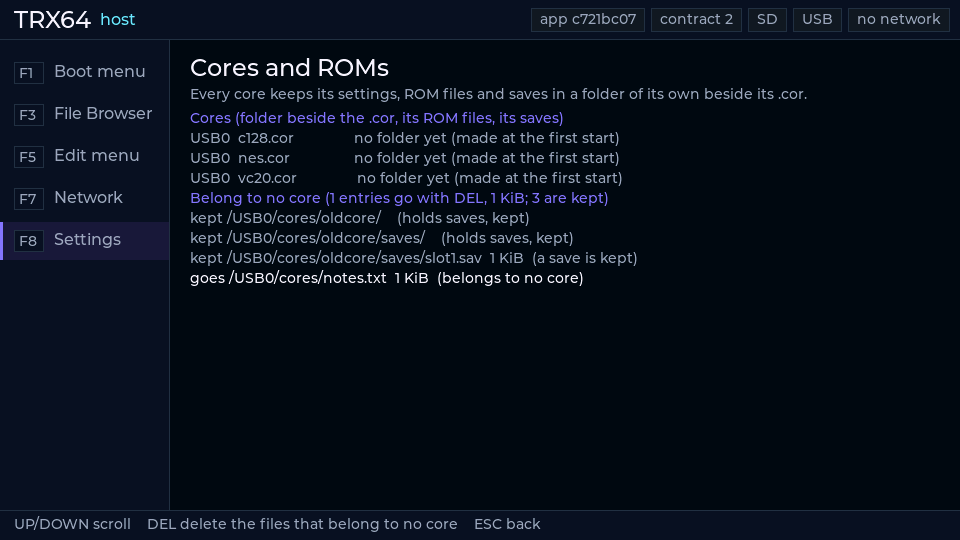 TRX64 host
app c721bc07 contract 2 SD USB no network
F1 Boot menu
F3 File Browser
F5 Edit menu
F7 Network
F8 Settings
Cores and ROMs
Every core keeps its settings, ROM files and saves in a folder of its own beside its .cor.
Cores (folder beside the .cor, its ROM files, its saves)
USB0 c128.cor no folder yet (made at the first start)
USB0 nes.cor no folder yet (made at the first start)
USB0 vc20.cor no folder yet (made at the first start)
Belong to no core (1 entries go with DEL, 1 KiB; 3 are kept)
kept /USB0/cores/oldcore/ (holds saves, kept)
kept /USB0/cores/oldcore/saves/ (holds saves, kept)
kept /USB0/cores/oldcore/saves/slot1.sav 1 KiB (a save is kept)
goes /USB0/cores/notes.txt 1 KiB (belongs to no core)
UP/DOWN scroll DEL delete the files that belong to no core ESC back